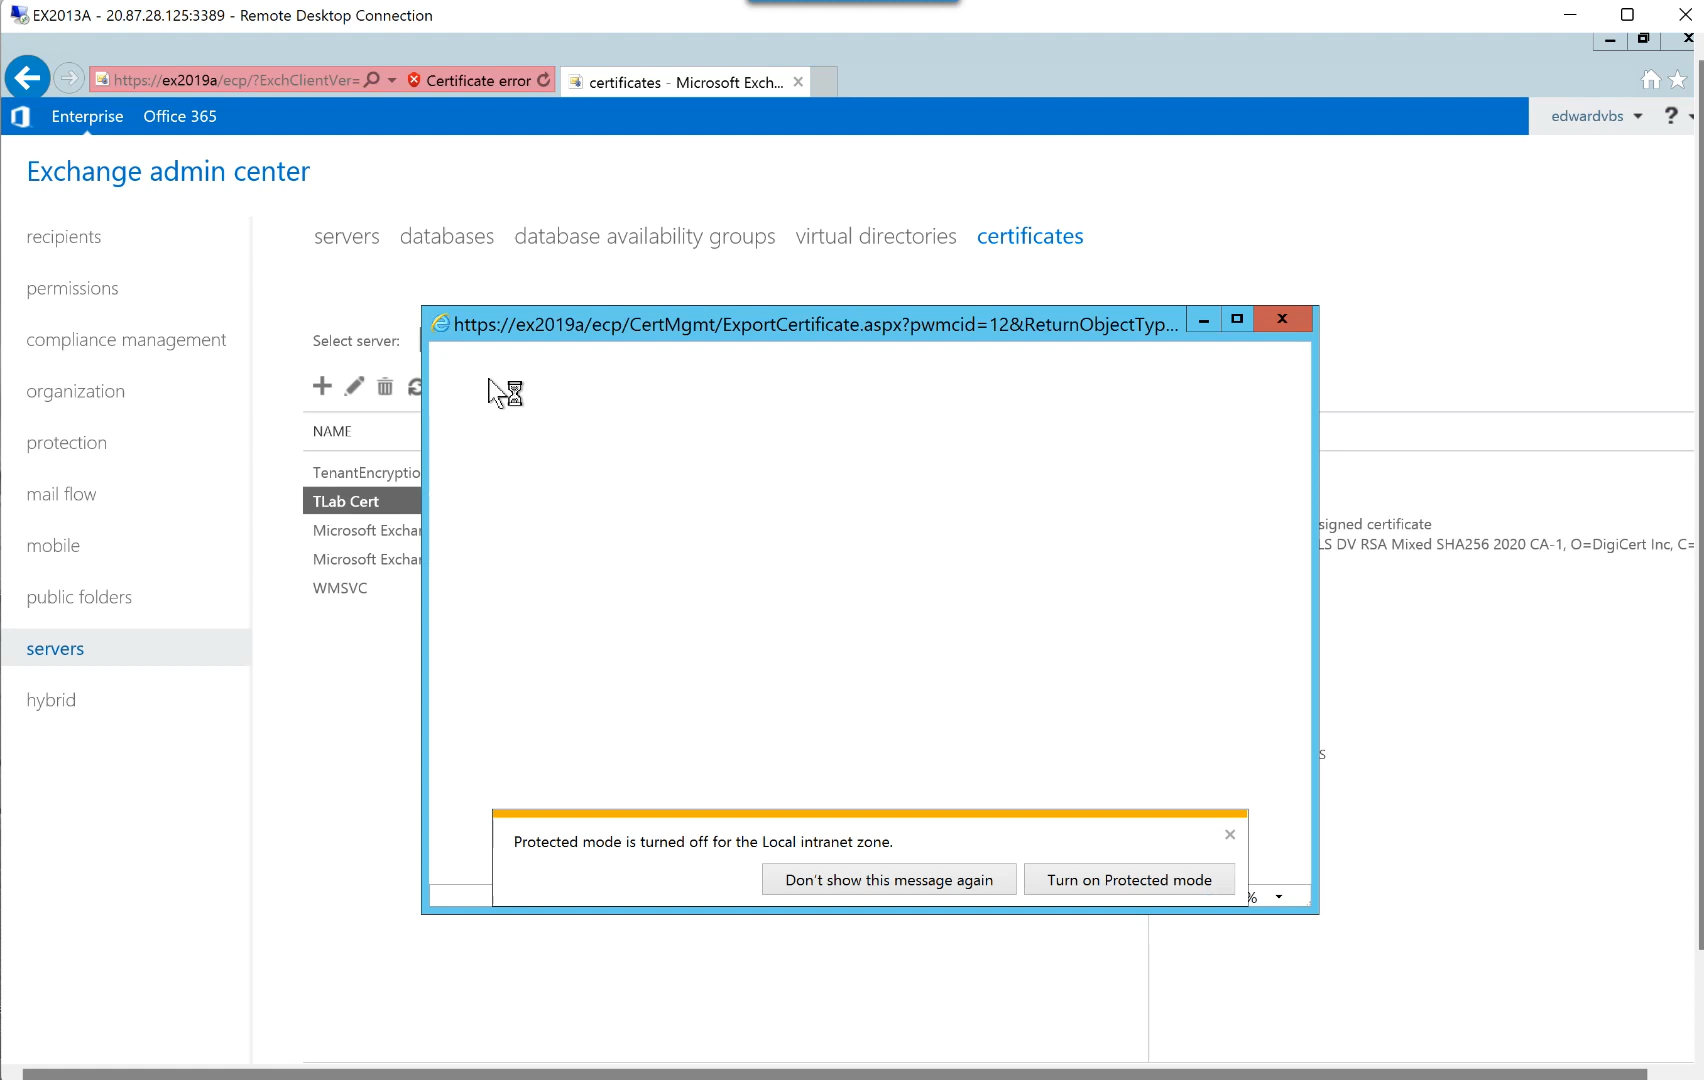 EX2013A - 20.87.28.125:3389 - Remote Desktop Connection
https://ex2019a/ecp/?ExchClientVer= Certificate error certificates - Microsoft Exch...
Enterprise Office 365 edwardvbs ?
Exchange admin center
recipients
permissions
compliance management
organization
protection
mail flow
mobile
public folders
servers
hybrid
servers databases database availability groups virtual directories certificates
Select server:
NAME
TenantEncryptio
TLab Cert
Microsoft Exchan
Microsoft Exchan
WMSVC
signed certificate
LS DV RSA Mixed SHA256 2020 CA-1, O=DigiCert Inc, C=
s
https://ex2019a/ecp/CertMgmt/ExportCertificate.aspx?pwmcid=12&ReturnObjectTyp...
Protected mode is turned off for the Local intranet zone.
Don't show this message again Turn on Protected mode
%